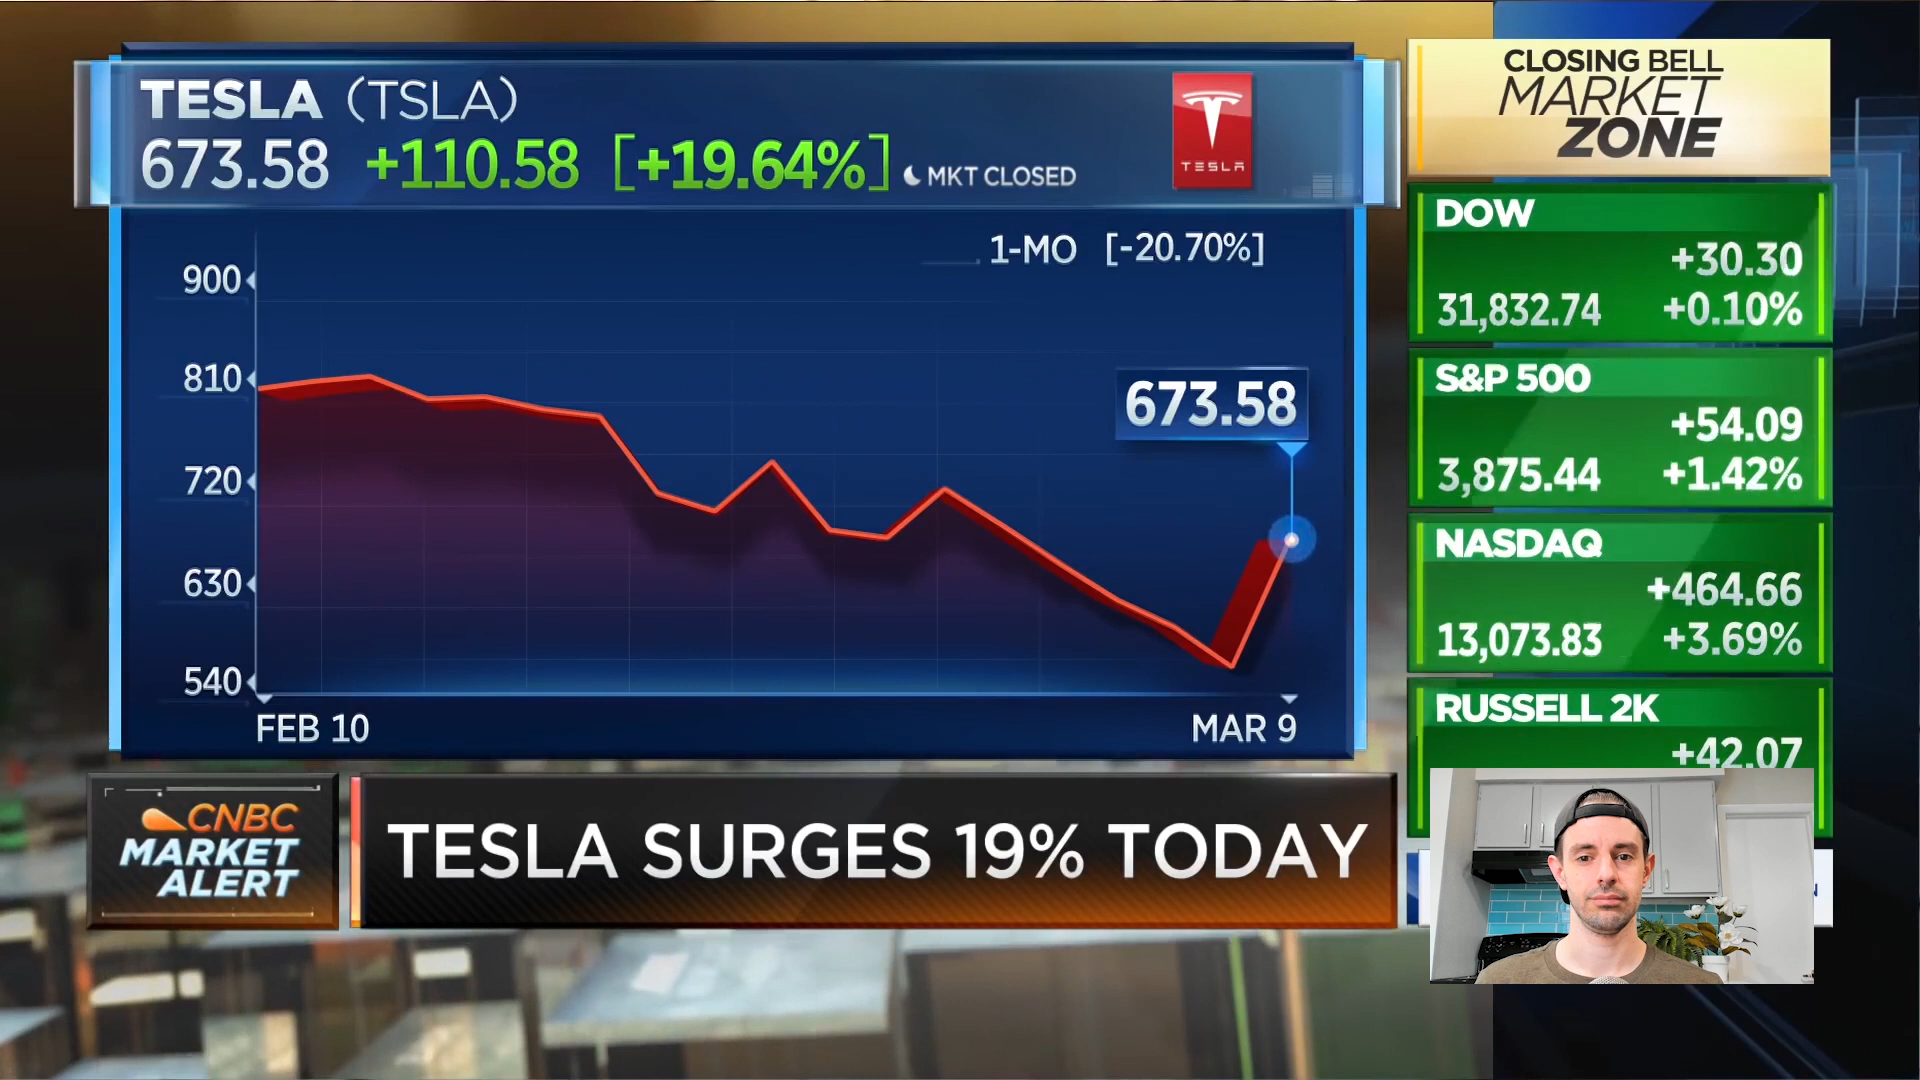 TESLA (TSLA)
673.58 +110.58 [+19.64%] MKT CLOSED
TESLA
1-MO [-20.70%]
900
810
720
630
540
673.58
FEB 10 MAR 9
CNBC
MARKET
ALERT
TESLA SURGES 19% TODAY
CLOSING BELL
MARKET
ZONE
DOW
+30.30
31,832.74 +0.10%
S&P 500
+54.09
3,875.44 +1.42%
NASDAQ
+464.66
13,073.83 +3.69%
RUSSELL 2K
+42.07